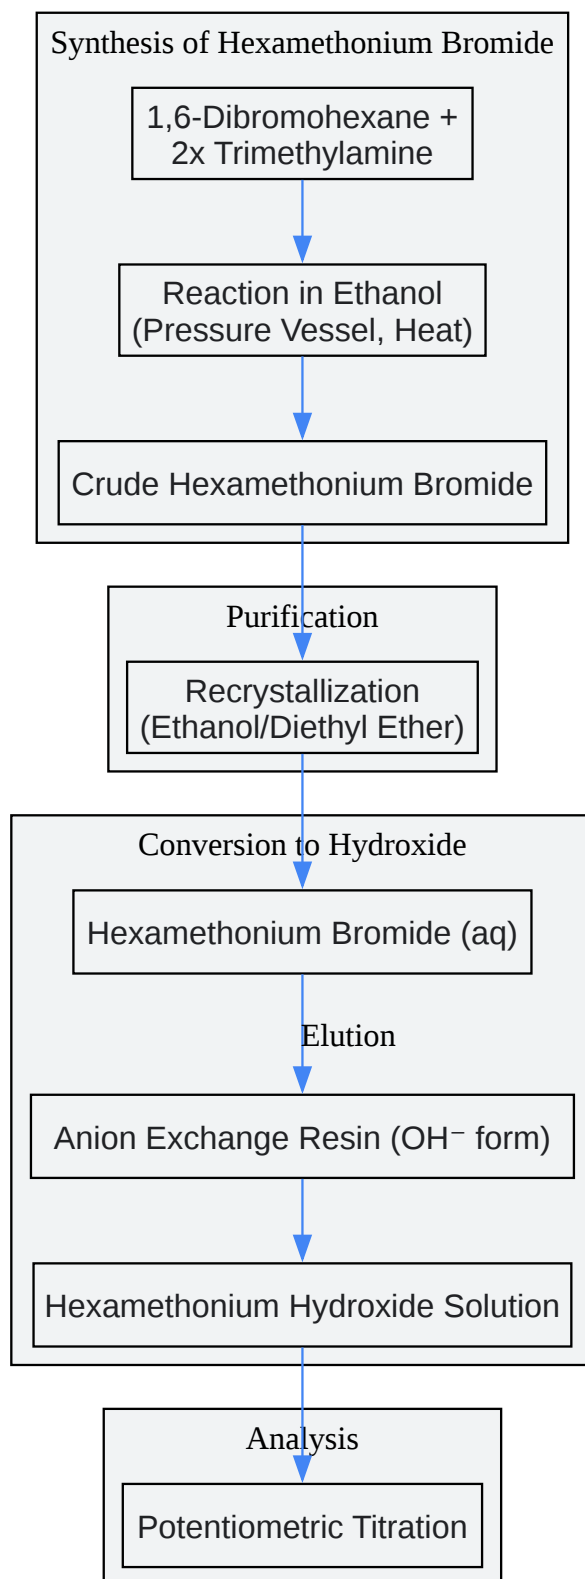 Synthesis of Hexamethonium Bromide
1,6-Dibromohexane +
2x Trimethylamine
Reaction in Ethanol
(Pressure Vessel, Heat)
Crude Hexamethonium Bromide
Purification
Recrystallization
(Ethanol/Diethyl Ether)
Conversion to Hydroxide
Hexamethonium Bromide (aq)
Elution
Anion Exchange Resin (OH⁻ form)
Hexamethonium Hydroxide Solution
Analysis
Potentiometric Titration